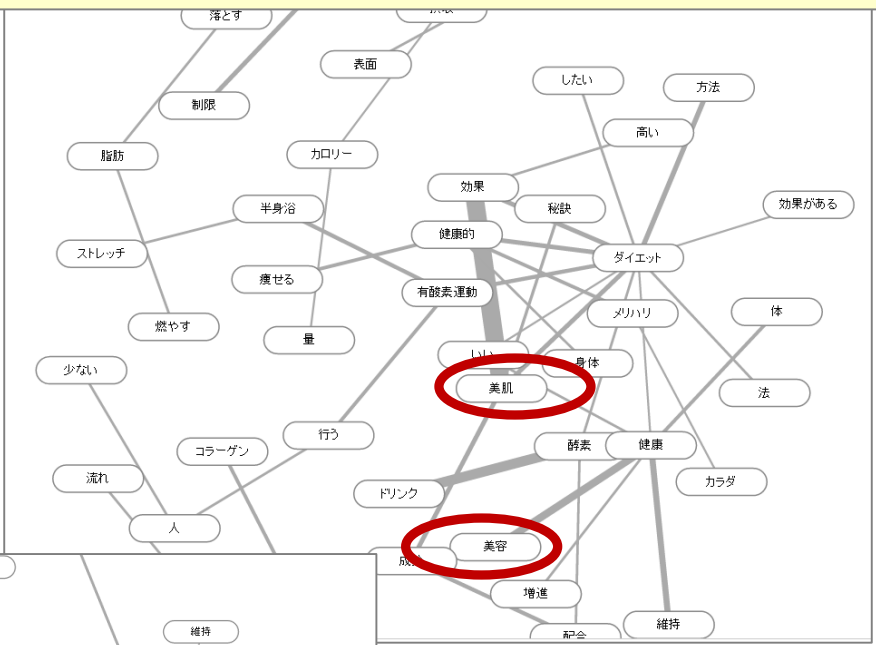 落とす
表面
したい
方法
制限
高い
脂肪
カロリー
効果
半身浴
秘訣
効果がある
健康的
ストレッチ
ダイエット
痩せる
有酸素運動
メリハリ
体
燃やす
量
いい
身体
少ない
美肌
法
行う
コラーゲン
酵素
健康
流れ
ドリンク
カラダ
人
美容
増進
維持
配合
維持